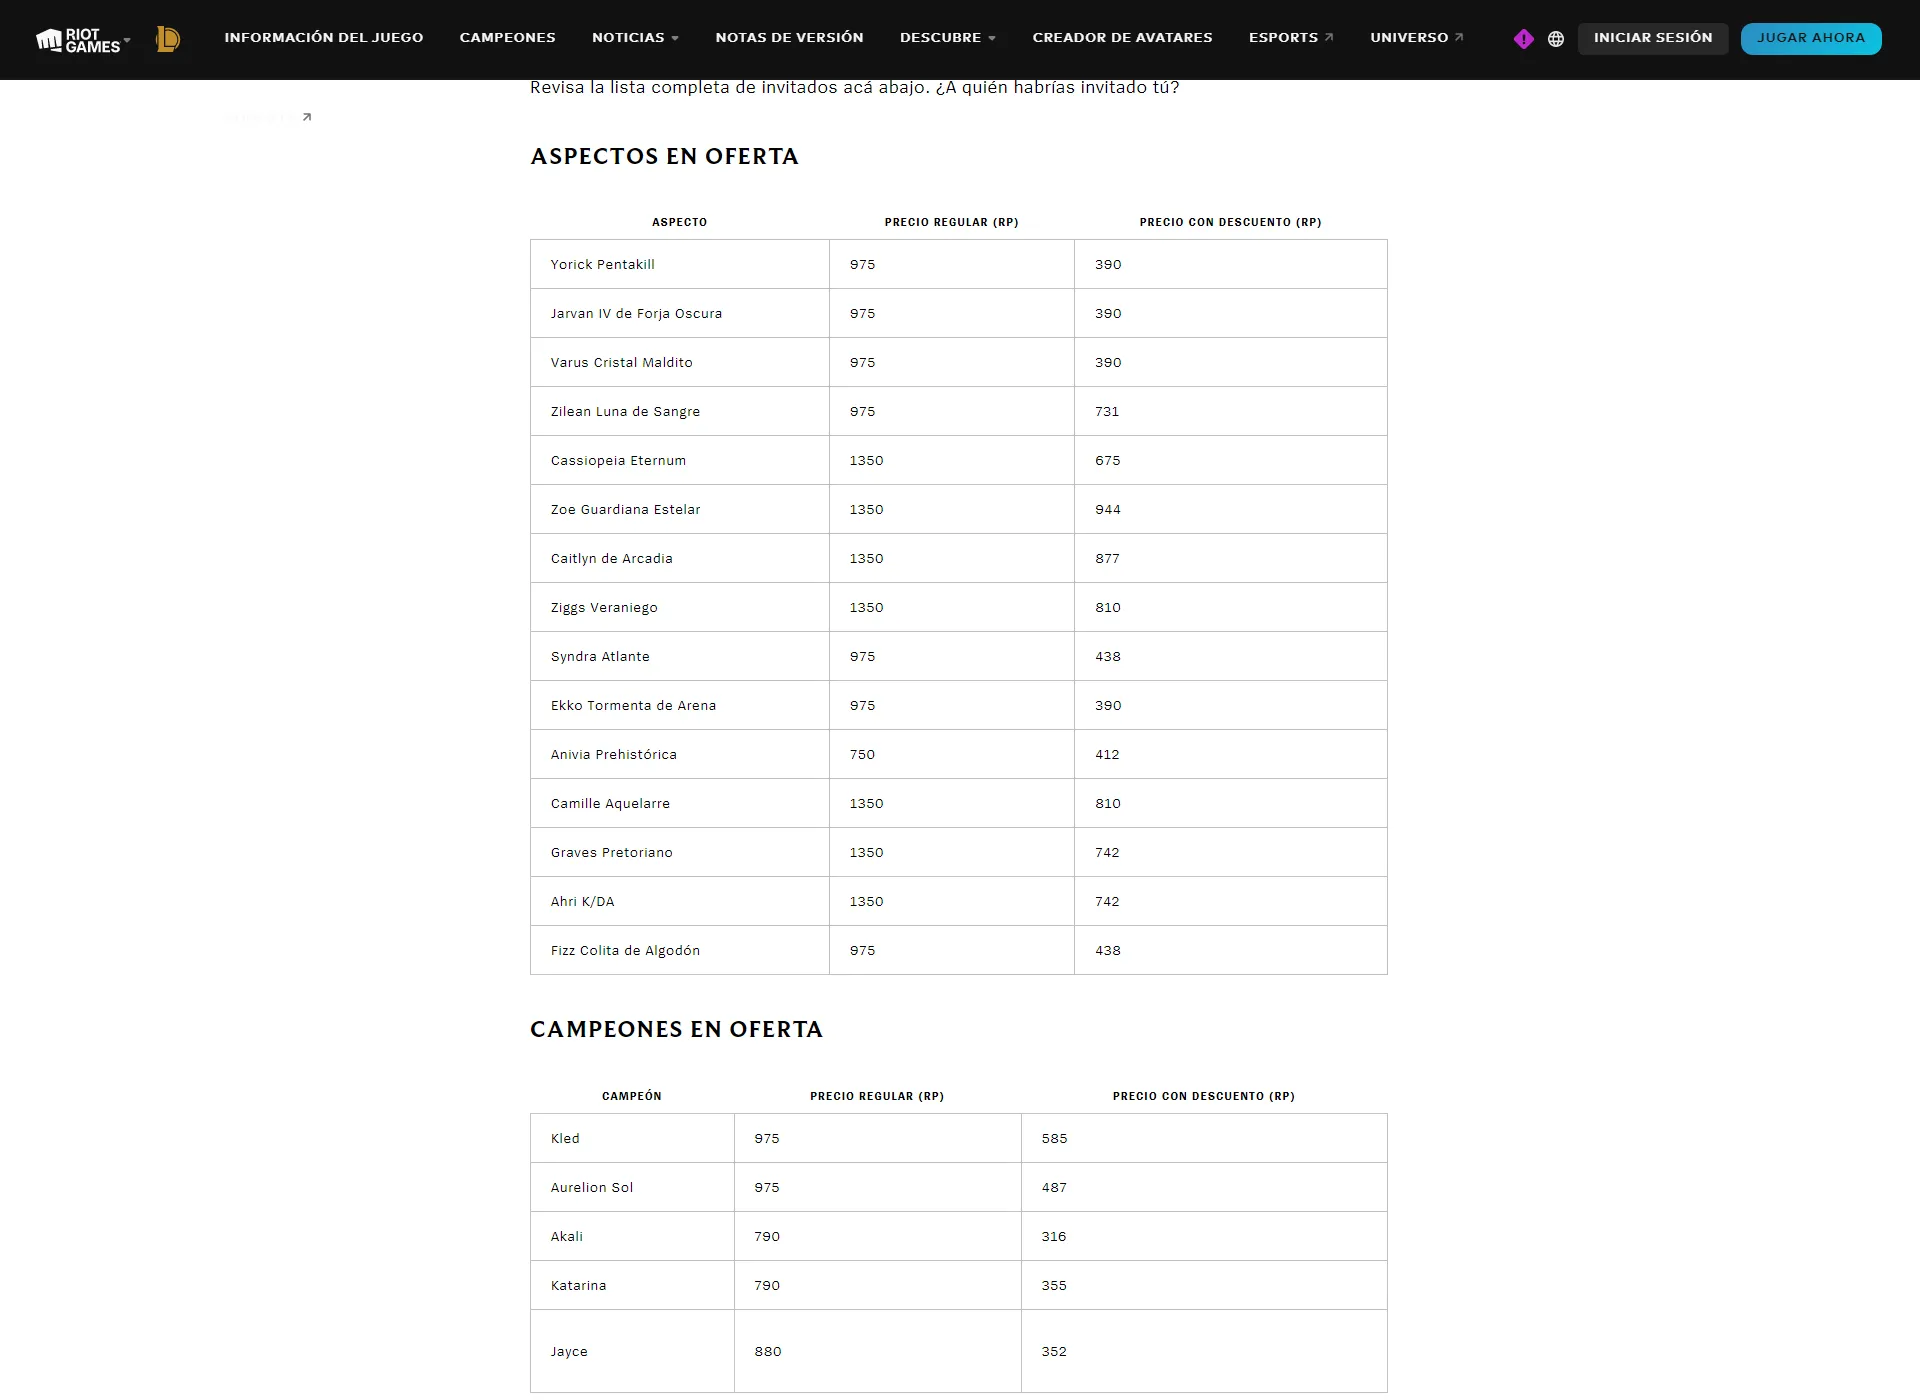 RIOT GAMES
INFORMACIÓN DEL JUEGO CAMPEONES NOTICIAS NOTAS DE VERSIÓN DESCUBRE CREADOR DE AVATARES ESPORTS UNIVERSO INICIAR SESIÓN JUGAR AHORA
Revisa la lista completa de invitados acá abajo. ¿A quién habrías invitado tú?
ASPECTOS EN OFERTA
ASPECTO PRECIO REGULAR (RP) PRECIO CON DESCUENTO (RP)
Yorick Pentakill 975 390
Jarvan IV de Forja Oscura 975 390
Varus Cristal Maldito 975 390
Zilean Luna de Sangre 975 731
Cassiopeia Eternum 1350 675
Zoe Guardiana Estelar 1350 944
Caitlyn de Arcadia 1350 877
Ziggs Veraniego 1350 810
Syndra Atlante 975 438
Ekko Tormenta de Arena 975 390
Anivia Prehistórica 750 412
Camille Aquelarre 1350 810
Graves Pretoriano 1350 742
Ahri K/DA 1350 742
Fizz Colita de Algodón 975 438
CAMPEONES EN OFERTA
CAMPEÓN PRECIO REGULAR (RP) PRECIO CON DESCUENTO (RP)
Kled 975 585
Aurelion Sol 975 487
Akali 790 316
Katarina 790 355
Jayce 880 352